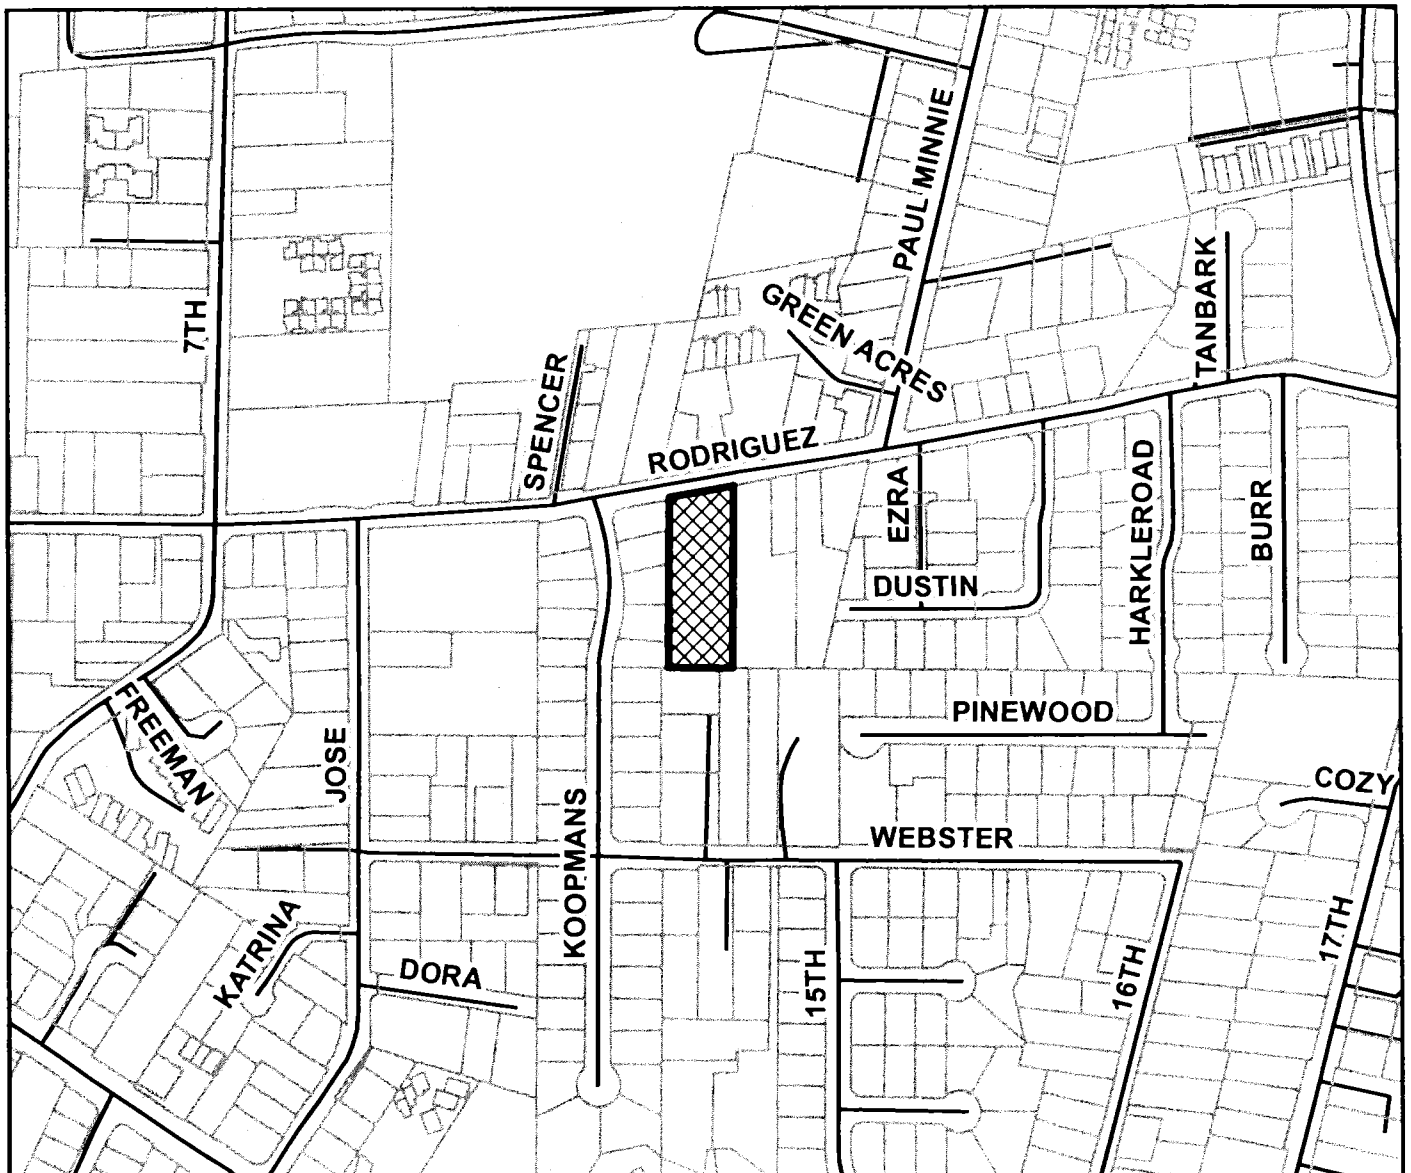 PAUL MINNIE
7TH
TANBARK
GREEN ACRES
SPENCER
RODRIGUEZ
EZRA
HARKLEROAD
BURR
DUSTIN
FREEMAN
JOSE
PINEWOOD
COZY
KOOPMANS
WEBSTER
KATRINA
DORA
15TH
16TH
17TH